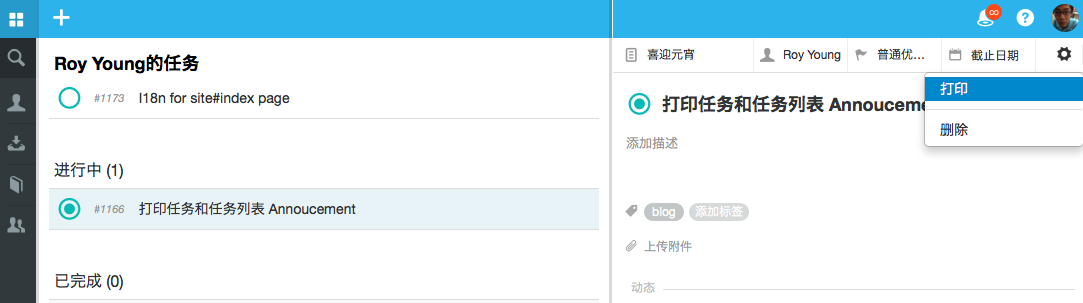 Roy Young的任务
#1173 I18n for site#index page
进行中 (1)
#1166 打印任务和任务列表 Annoucement
已完成 (0)
喜迎元宵 Roy Young 普通优... 截止日期
打印
打印任务和任务列表 Annouceme
删除
添加描述
blog 添加标签
上传附件
动态